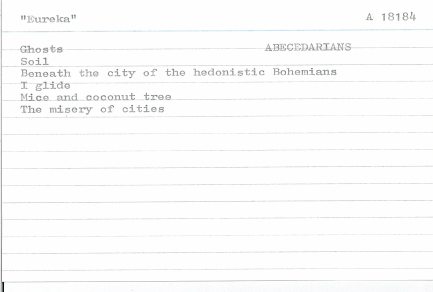 "Eureka" A 18184
Ghosts ABECEDARIANS
Soil
Beneath the city of the hedonistic Bohemians
I glide
Mice and coconut tree
The misery of cities